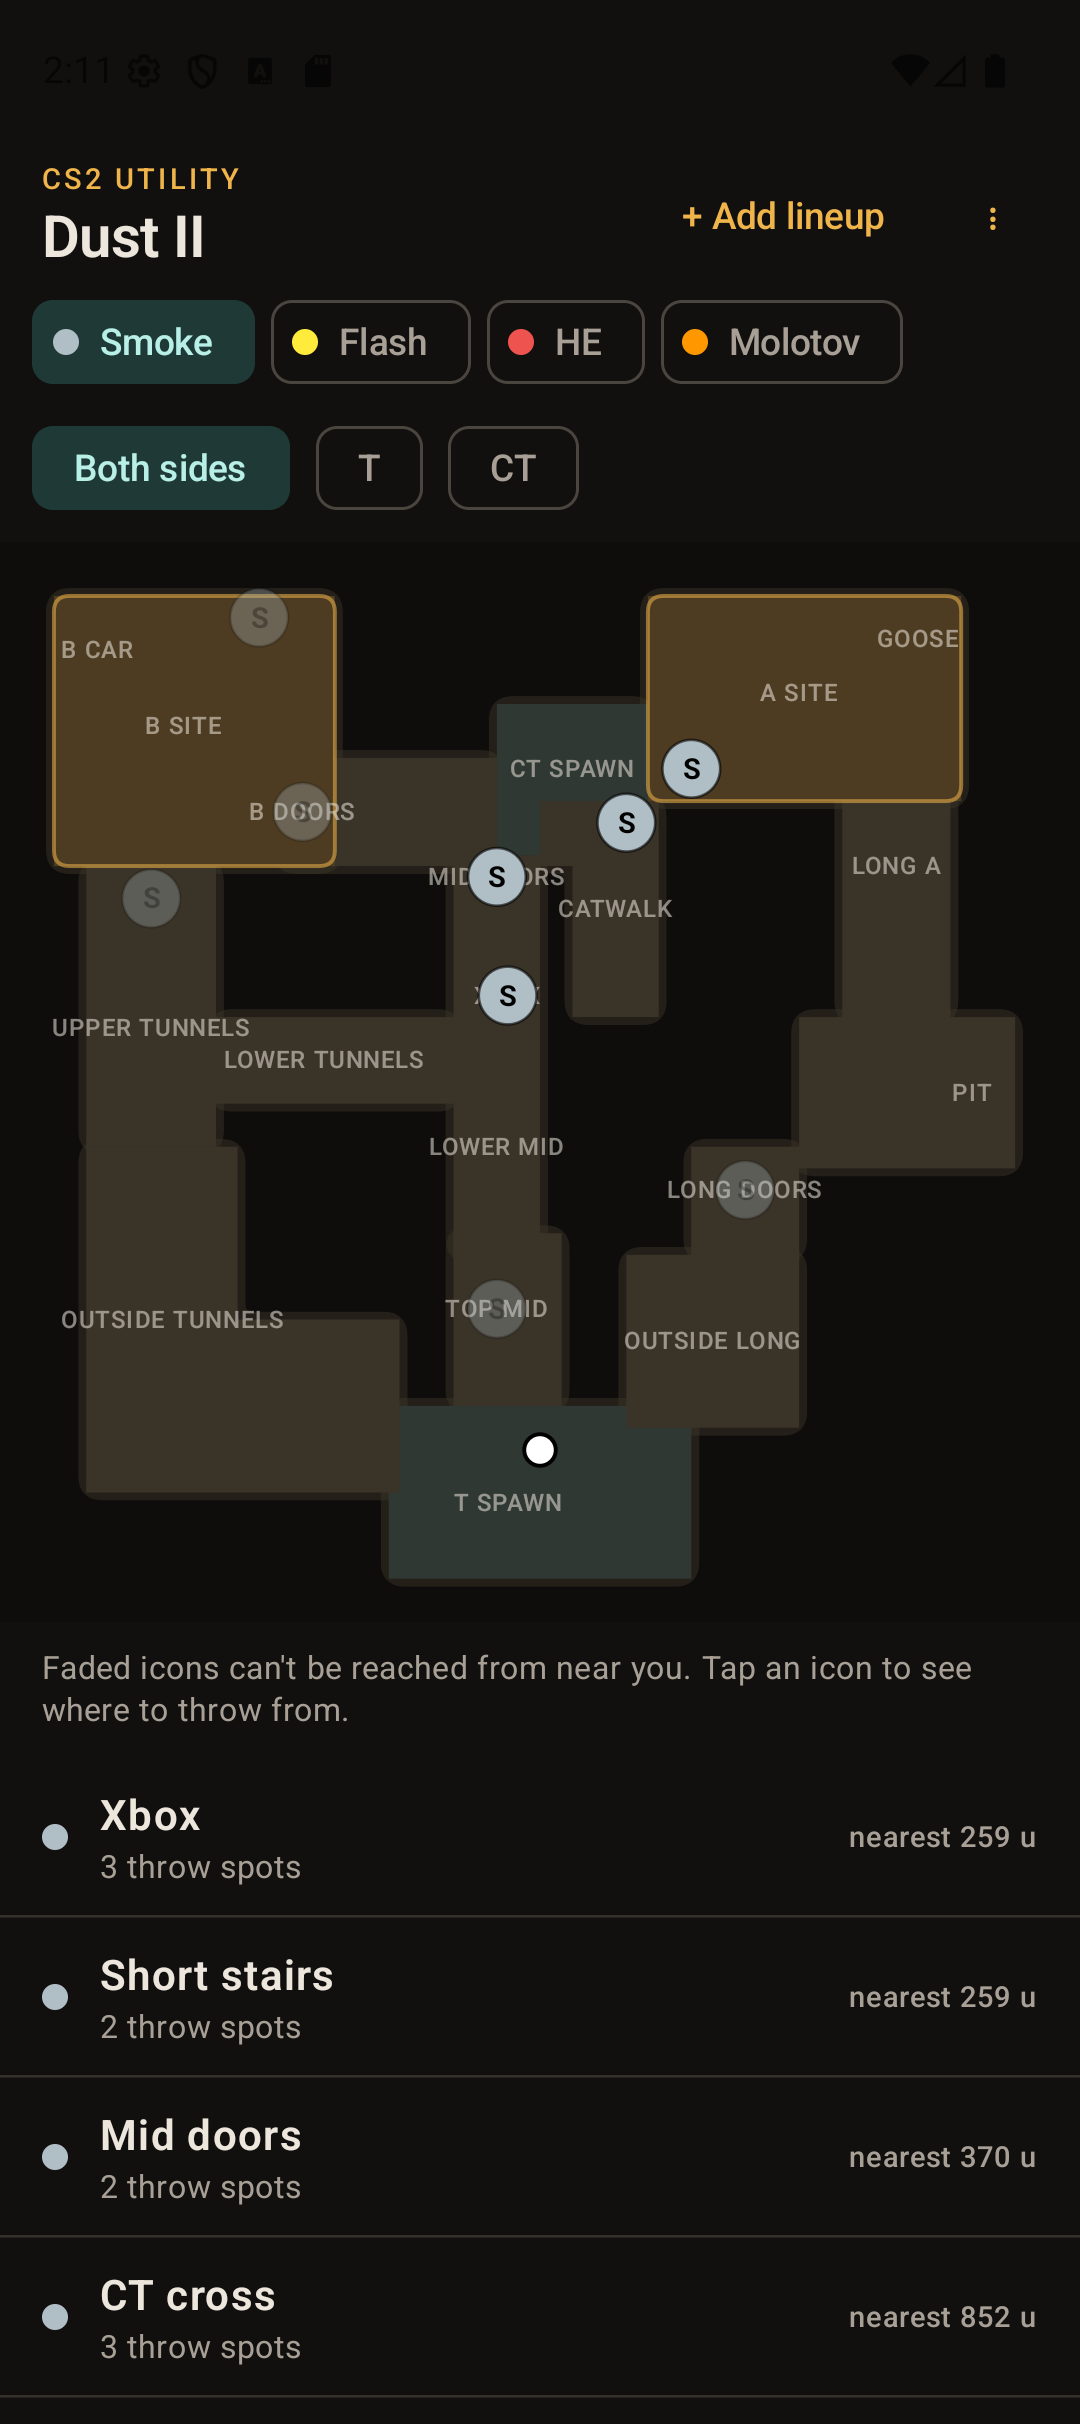 2:11
CS2 UTILITY
Dust II
+ Add lineup
Smoke
Flash
HE
Molotov
Both sides
T
CT
S
B CAR
GOOSE
A SITE
B SITE
CT SPAWN
S
B DOORS
S
S
LONG A
S
S
CATWALK
S
UPPER TUNNELS
LOWER TUNNELS
PIT
LOWER MID
LONG DOORS
S
TOP MID
S
OUTSIDE TUNNELS
OUTSIDE LONG
T SPAWN
Faded icons can't be reached from near you. Tap an icon to see
where to throw from.
Xbox
3 throw spots
nearest 259 u
Short stairs
2 throw spots
nearest 259 u
Mid doors
2 throw spots
nearest 370 u
CT cross
3 throw spots
nearest 852 u